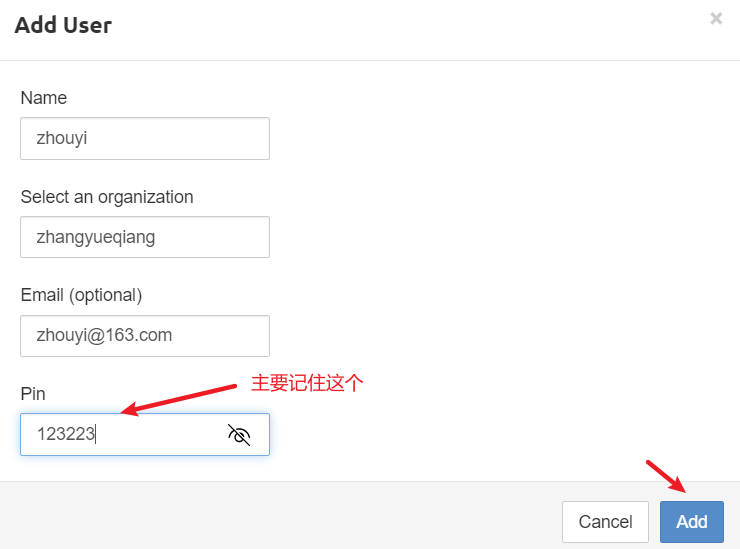 Add User
×
Name
zhouyi
Select an organization
zhangyueqiang
Email (optional)
zhouyi@163.com
主要记住这个
Pin
123223
Cancel
Add